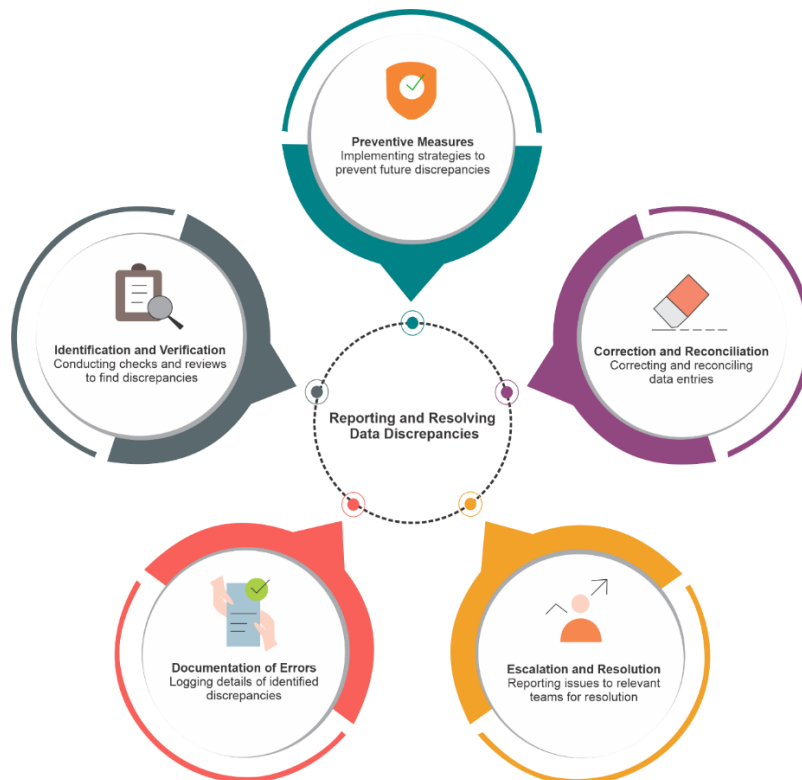 Preventive Measures
Implementing strategies to
prevent future discrepancies
Identification and Verification
Conducting checks and reviews
to find discrepancies
Correction and Reconciliation
Correcting and reconciling
data entries
Reporting and Resolving
Data Discrepancies
Documentation of Errors
Logging details of identified
discrepancies
Escalation and Resolution
Reporting issues to relevant
teams for resolution